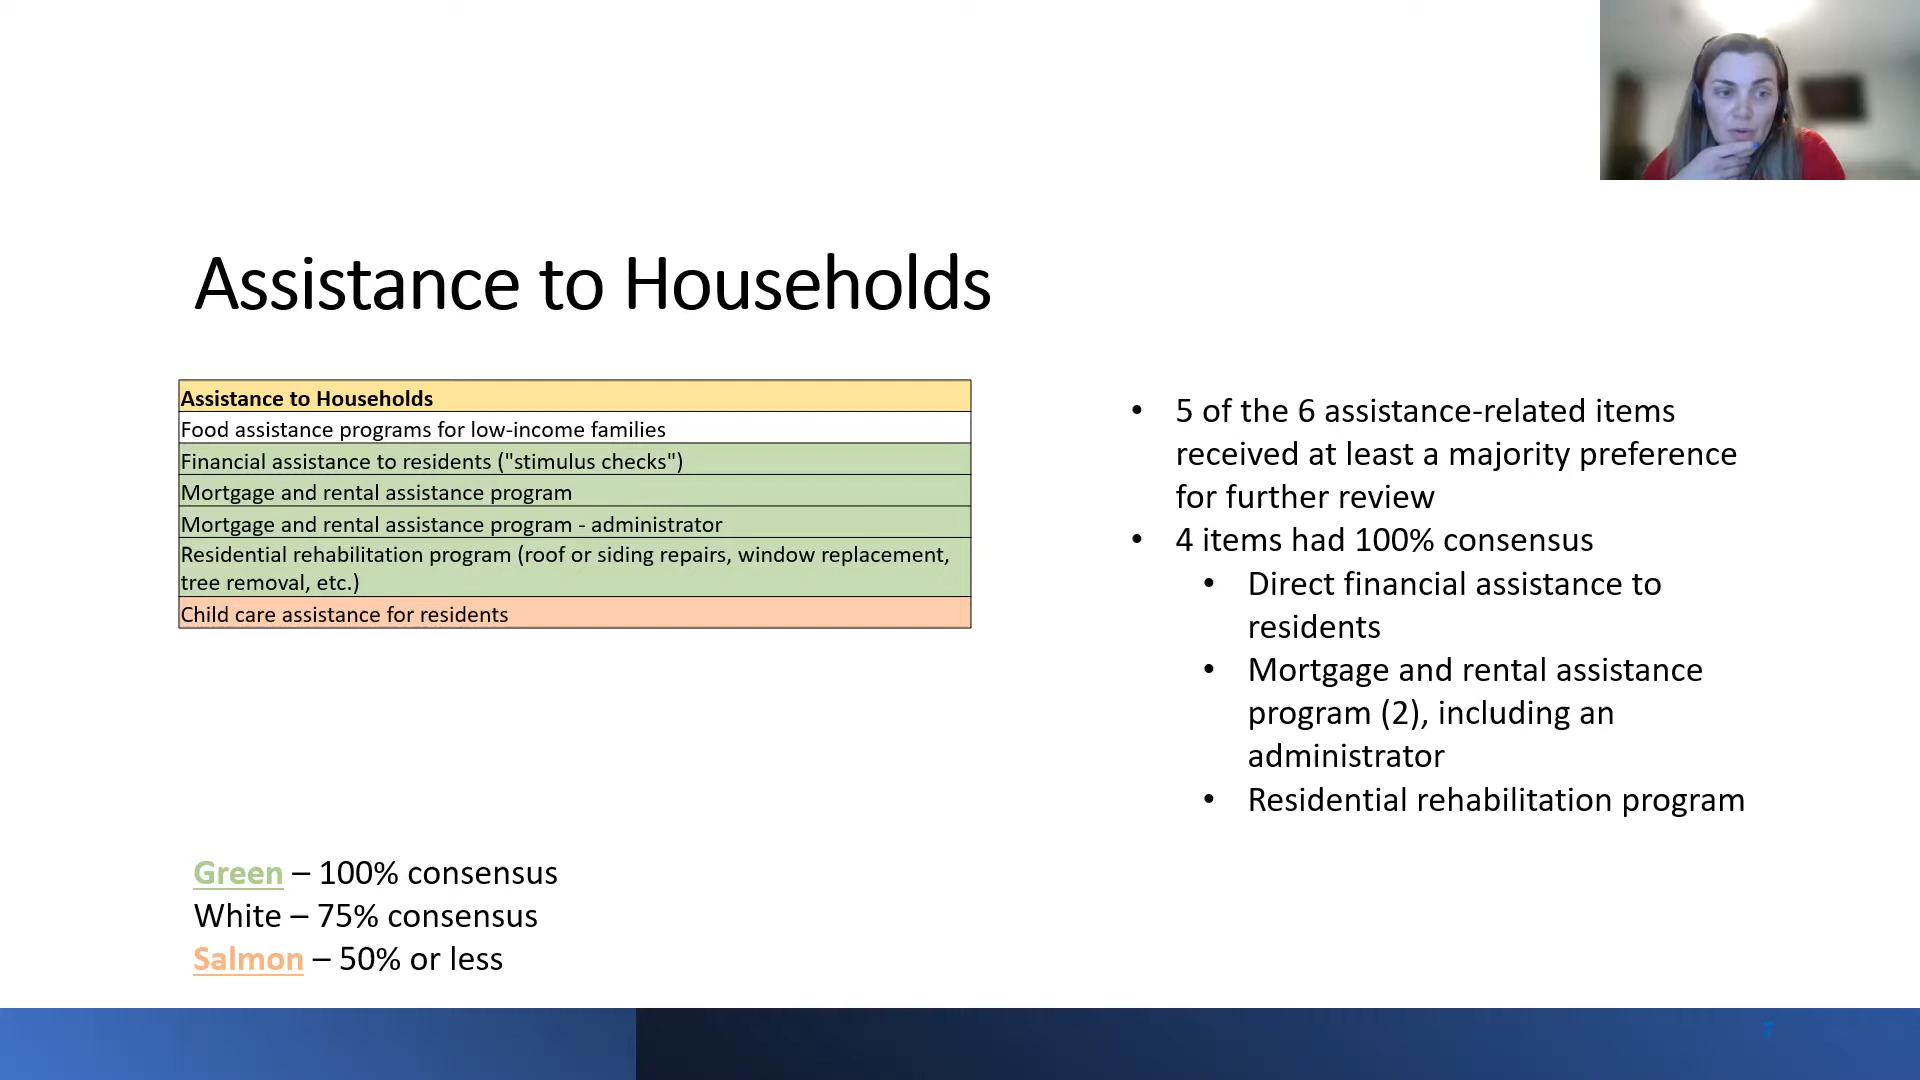 Assistance to Households
Assistance to Households
Food assistance programs for low-income families
Financial assistance to residents ("stimulus checks")
Mortgage and rental assistance program
Mortgage and rental assistance program - administrator
Residential rehabilitation program (roof or siding repairs, window replacement,
tree removal, etc.)
Child care assistance for residents
• 5 of the 6 assistance-related items
received at least a majority preference
for further review
• 4 items had 100% consensus
• Direct financial assistance to
residents
• Mortgage and rental assistance
program (2), including an
administrator
• Residential rehabilitation program
Green – 100% consensus
White – 75% consensus
Salmon – 50% or less
7